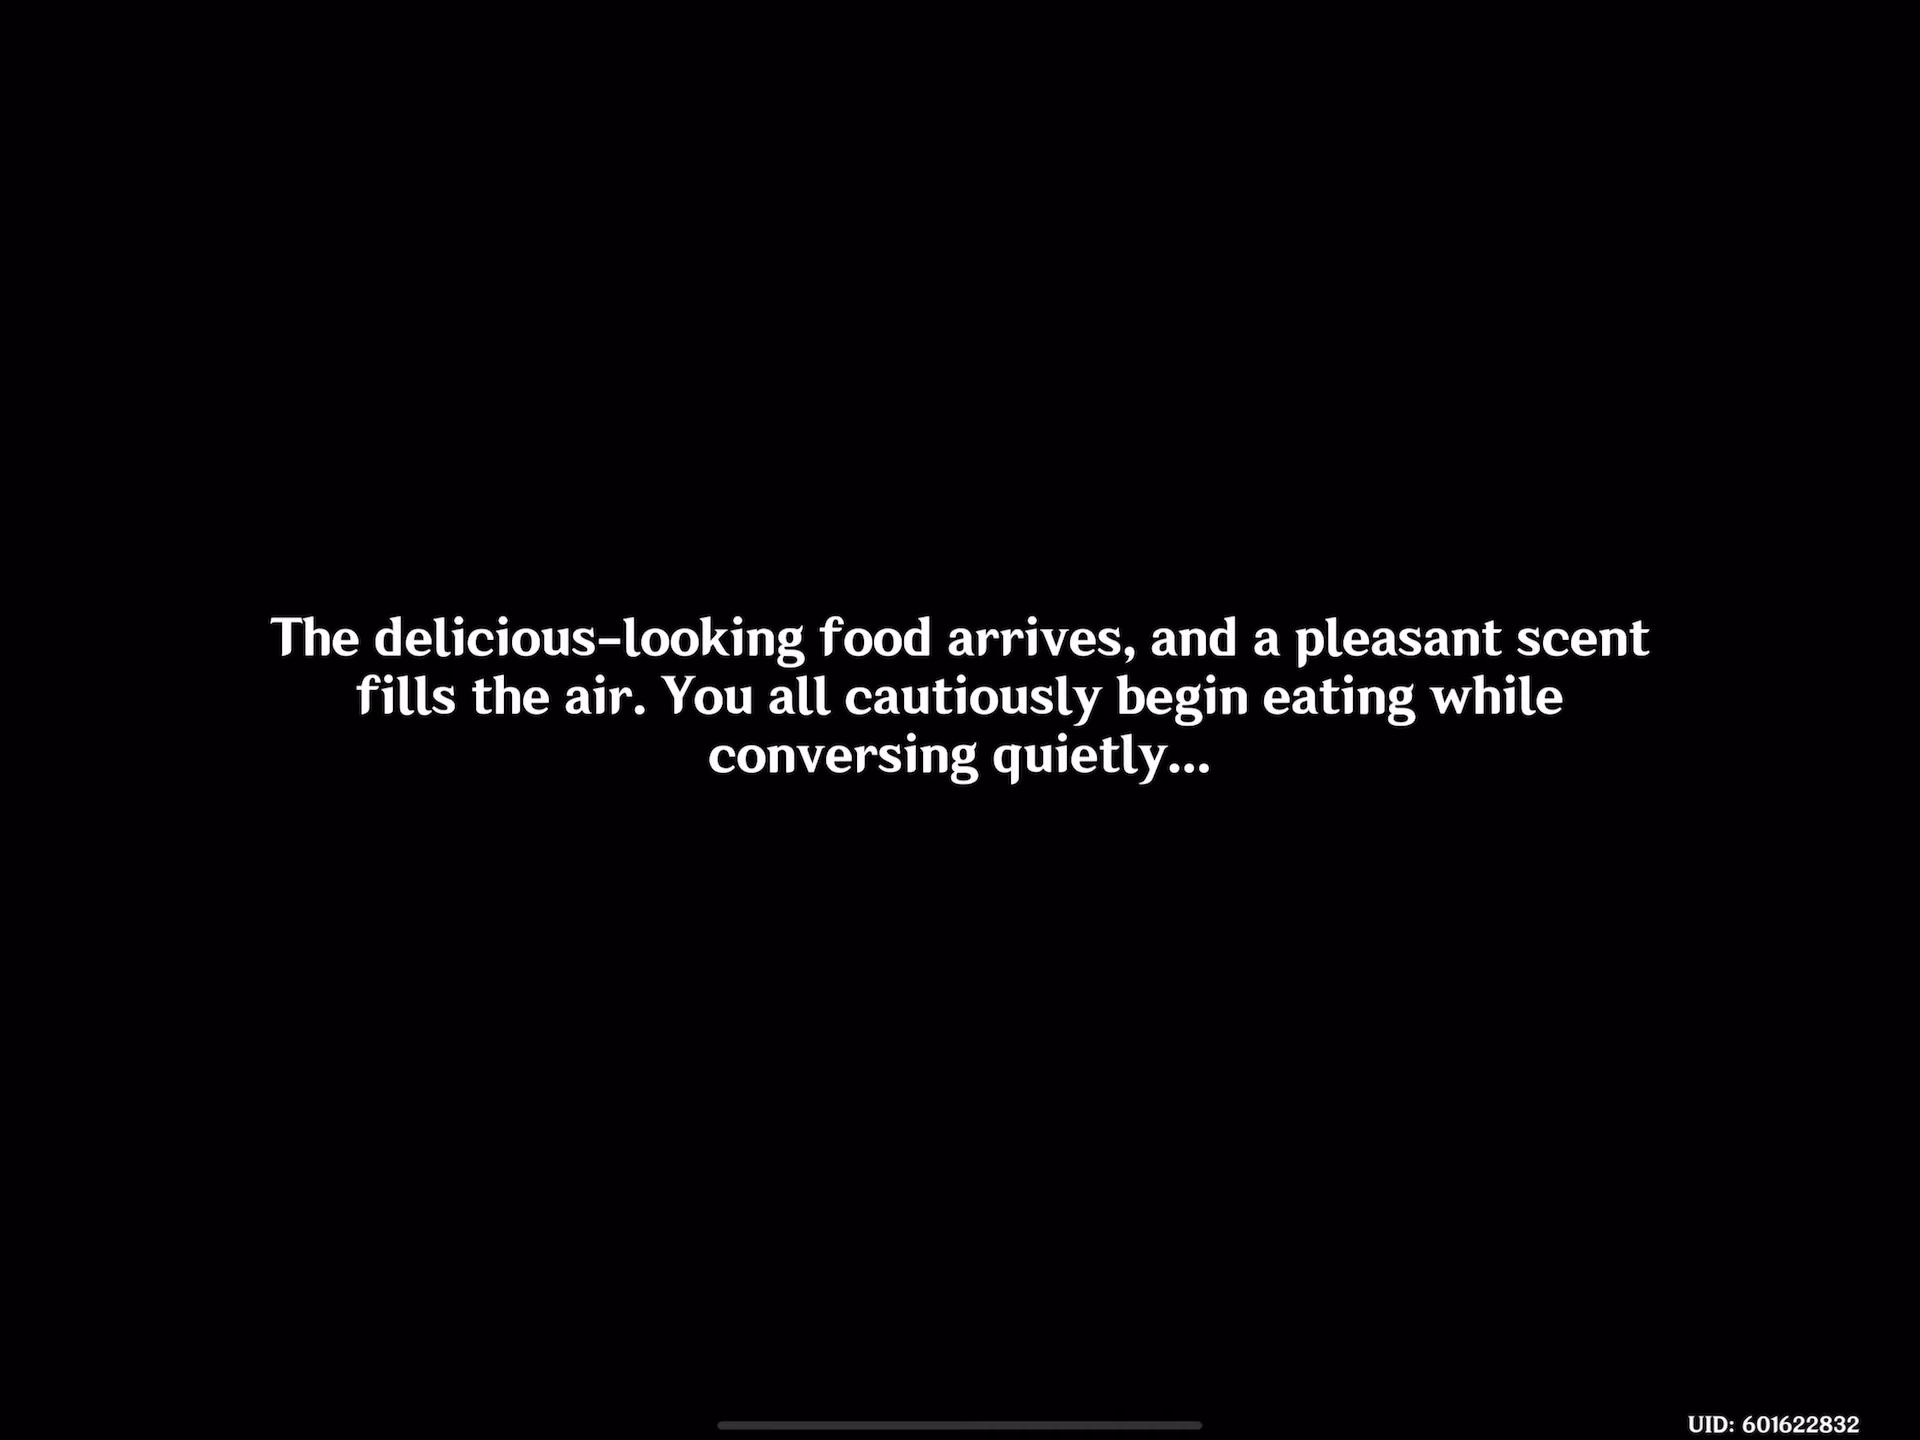 The delicious-looking food arrives, and a pleasant scent
fills the air. You all cautiously begin eating while
conversing quietly...
UID: 601622832